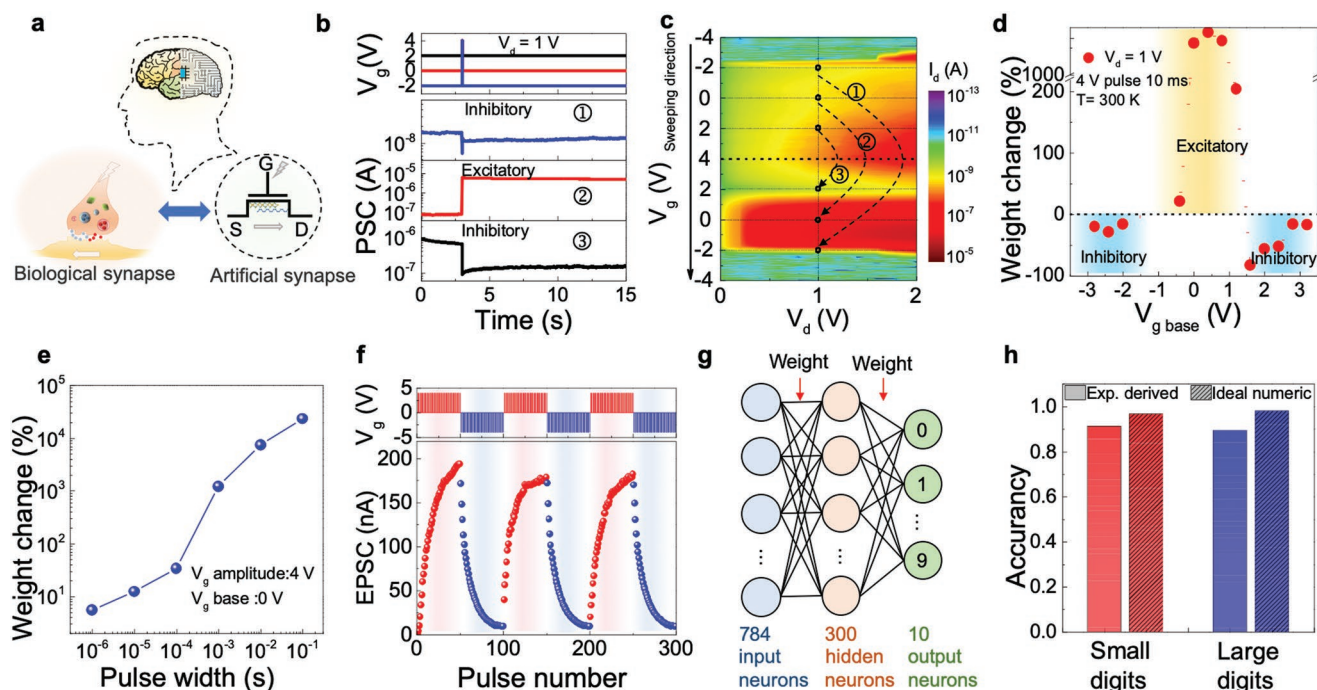 a
G
S
D
Biological synapse
Artificial synapse
b
V_g(V)
4
2
0
-2
V_d = 1 V
Inhibitory
①
10^-8
Excitatory
②
10^-5
10^-6
10^-7
Inhibitory
③
10^-6
10^-7
PSC (A)
0
5
10
15
Time (s)
c
Sweeping direction
V_g (V)
-4
-2
0
2
4
2
0
-2
-4
①
②
③
0
1
2
V_d (V)
I_d (A)
10^-13
10^-11
10^-9
10^-7
10^-5
d
Weight change (%)
1000
200
100
0
-100
V_d = 1 V
4 V pulse 10 ms
T= 300 K
Excitatory
Inhibitory
Inhibitory
-3
-2
-1
0
1
2
3
V_g base (V)
e
Weight change (%)
10^5
10^4
10^3
10^2
10^1
V_g amplitude:4 V
V_g base :0 V
10^-6
10^-5
10^-4
10^-3
10^-2
10^-1
Pulse width (s)
f
V_g (V)
5
0
-5
EPSC (nA)
200
150
100
50
0
0
50
100
150
200
250
300
Pulse number
g
Weight
Weight
0
1
⋮
9
784
input
neurons
300
hidden
neurons
10
output
neurons
h
Exp. derived
Ideal numeric
Accurancy
1.0
0.8
0.6
0.4
0.2
0.0
Small
digits
Large
digits